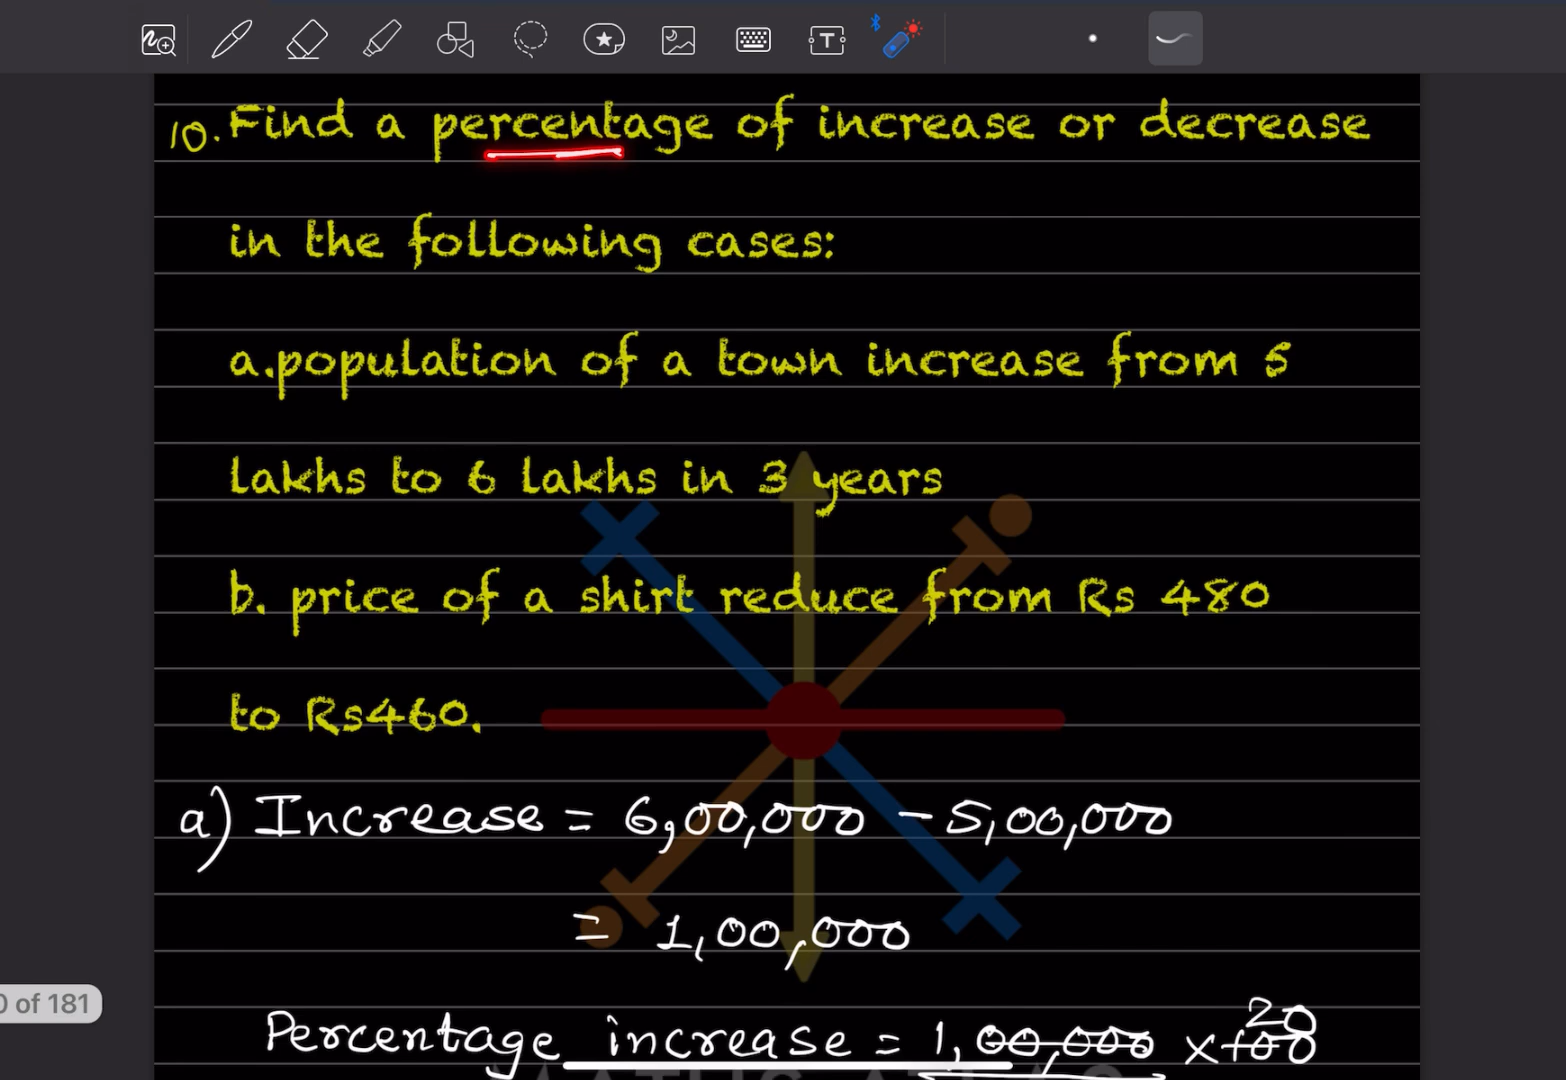 10. Find a percentage of increase or decrease
in the following cases:
a.population of a town increase from 5
lakhs to 6 lakhs in 3 years
b. price of a shirt reduce from Rs 480
to Rs460.
a) Increase = 6,00,000 - 5,00,000
= 1,00,000
20
Percentage increase = 1,00,000 x 100
of 181
T